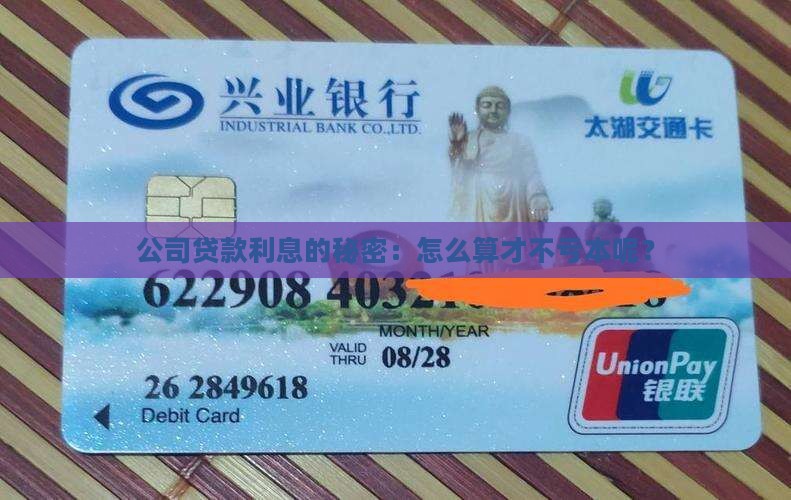 兴业银行
INDUSTRIAL BANK CO.,LTD.
太湖交通卡
公司贷款利息的秘密：怎么算才不亏本呢？
622908 40321
MONTH/YEAR
VALID THRU 08/28
26 2849618
Debit Card
UnionPay
银联